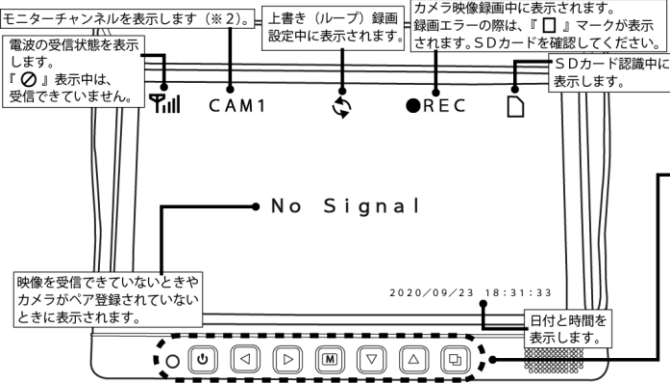 モニターチャンネルを表示します（※２）。
上書き（ループ）録画
設定中に表示されます。
カメラ映像録画中に表示されます。
録画エラーの際は、『 □ 』マークが表示
されます。ＳＤカードを確認してください。
電波の受信状態を表示
します。
『 ⊘ 』表示中は、
受信できていません。
ＳＤカード認識中に
表示します。
CAM1
●REC
No Signal
映像を受信できていないときや
カメラがペア登録されていない
ときに表示されます。
2020/09/23 18:31:33
日付と時間を
表示します。
M